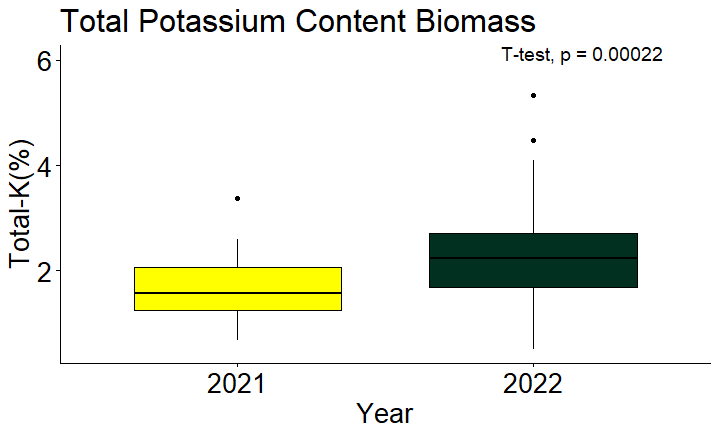 Total Potassium Content Biomass
T-test, p = 0.00022
6
4
2
Total-K(%)
2021
2022
Year